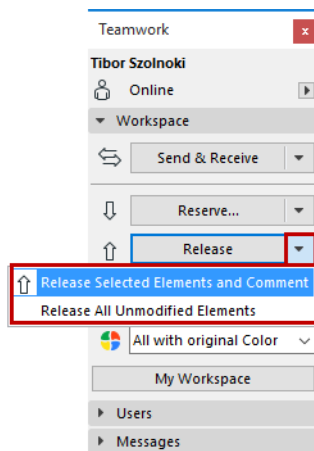 Teamwork
x
Tibor Szolnoki
Online
Workspace
Send & Receive
Reserve...
Release
Release Selected Elements and Comment
Release All Unmodified Elements
All with original Color
My Workspace
Users
Messages